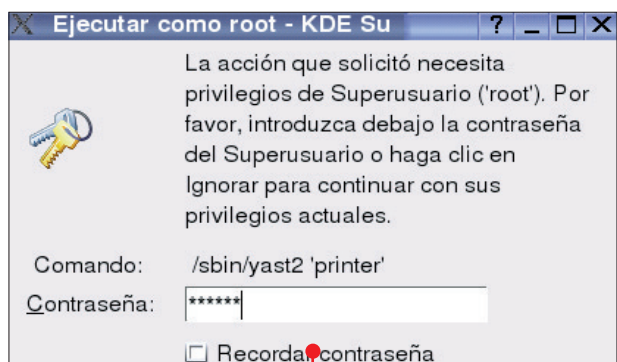 Ejecutar como root - KDE Su
La acción que solicitó necesita
privilegios de Superusuario ('root'). Por
favor, introduzca debajo la contraseña
del Superusuario o haga clic en
Ignorar para continuar con sus
privilegios actuales.
Comando: /sbin/yast2 'printer'
Contraseña: ******
Recordar contraseña